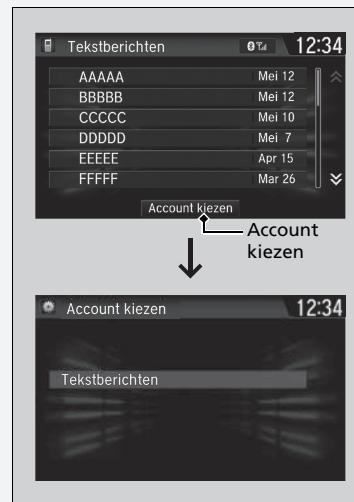 Tekstberichten 12:34
AAAAA Mei 12
BBBBB Mei 12
CCCCC Mei 10
DDDDD Mei 7
EEEEE Apr 15
FFFFF Mar 26
Account kiezen
Account
kiezen
Account kiezen 12:34
Tekstberichten